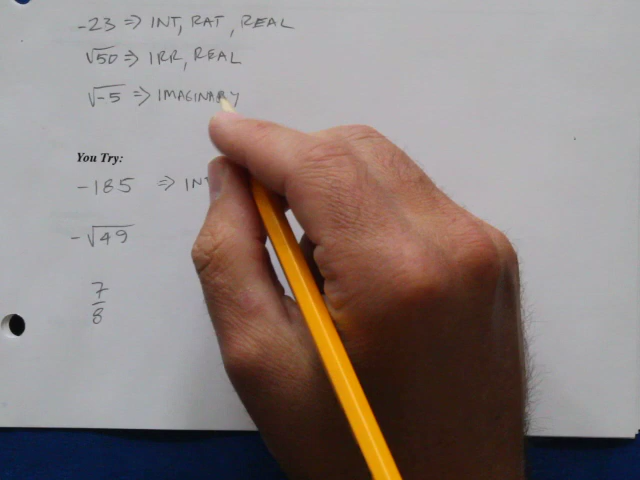 -23 => INT, RAT, REAL
√50 => IRR, REAL
√-5 => IMAGINARY
You Try:
-185 => INT
-√49
7
8